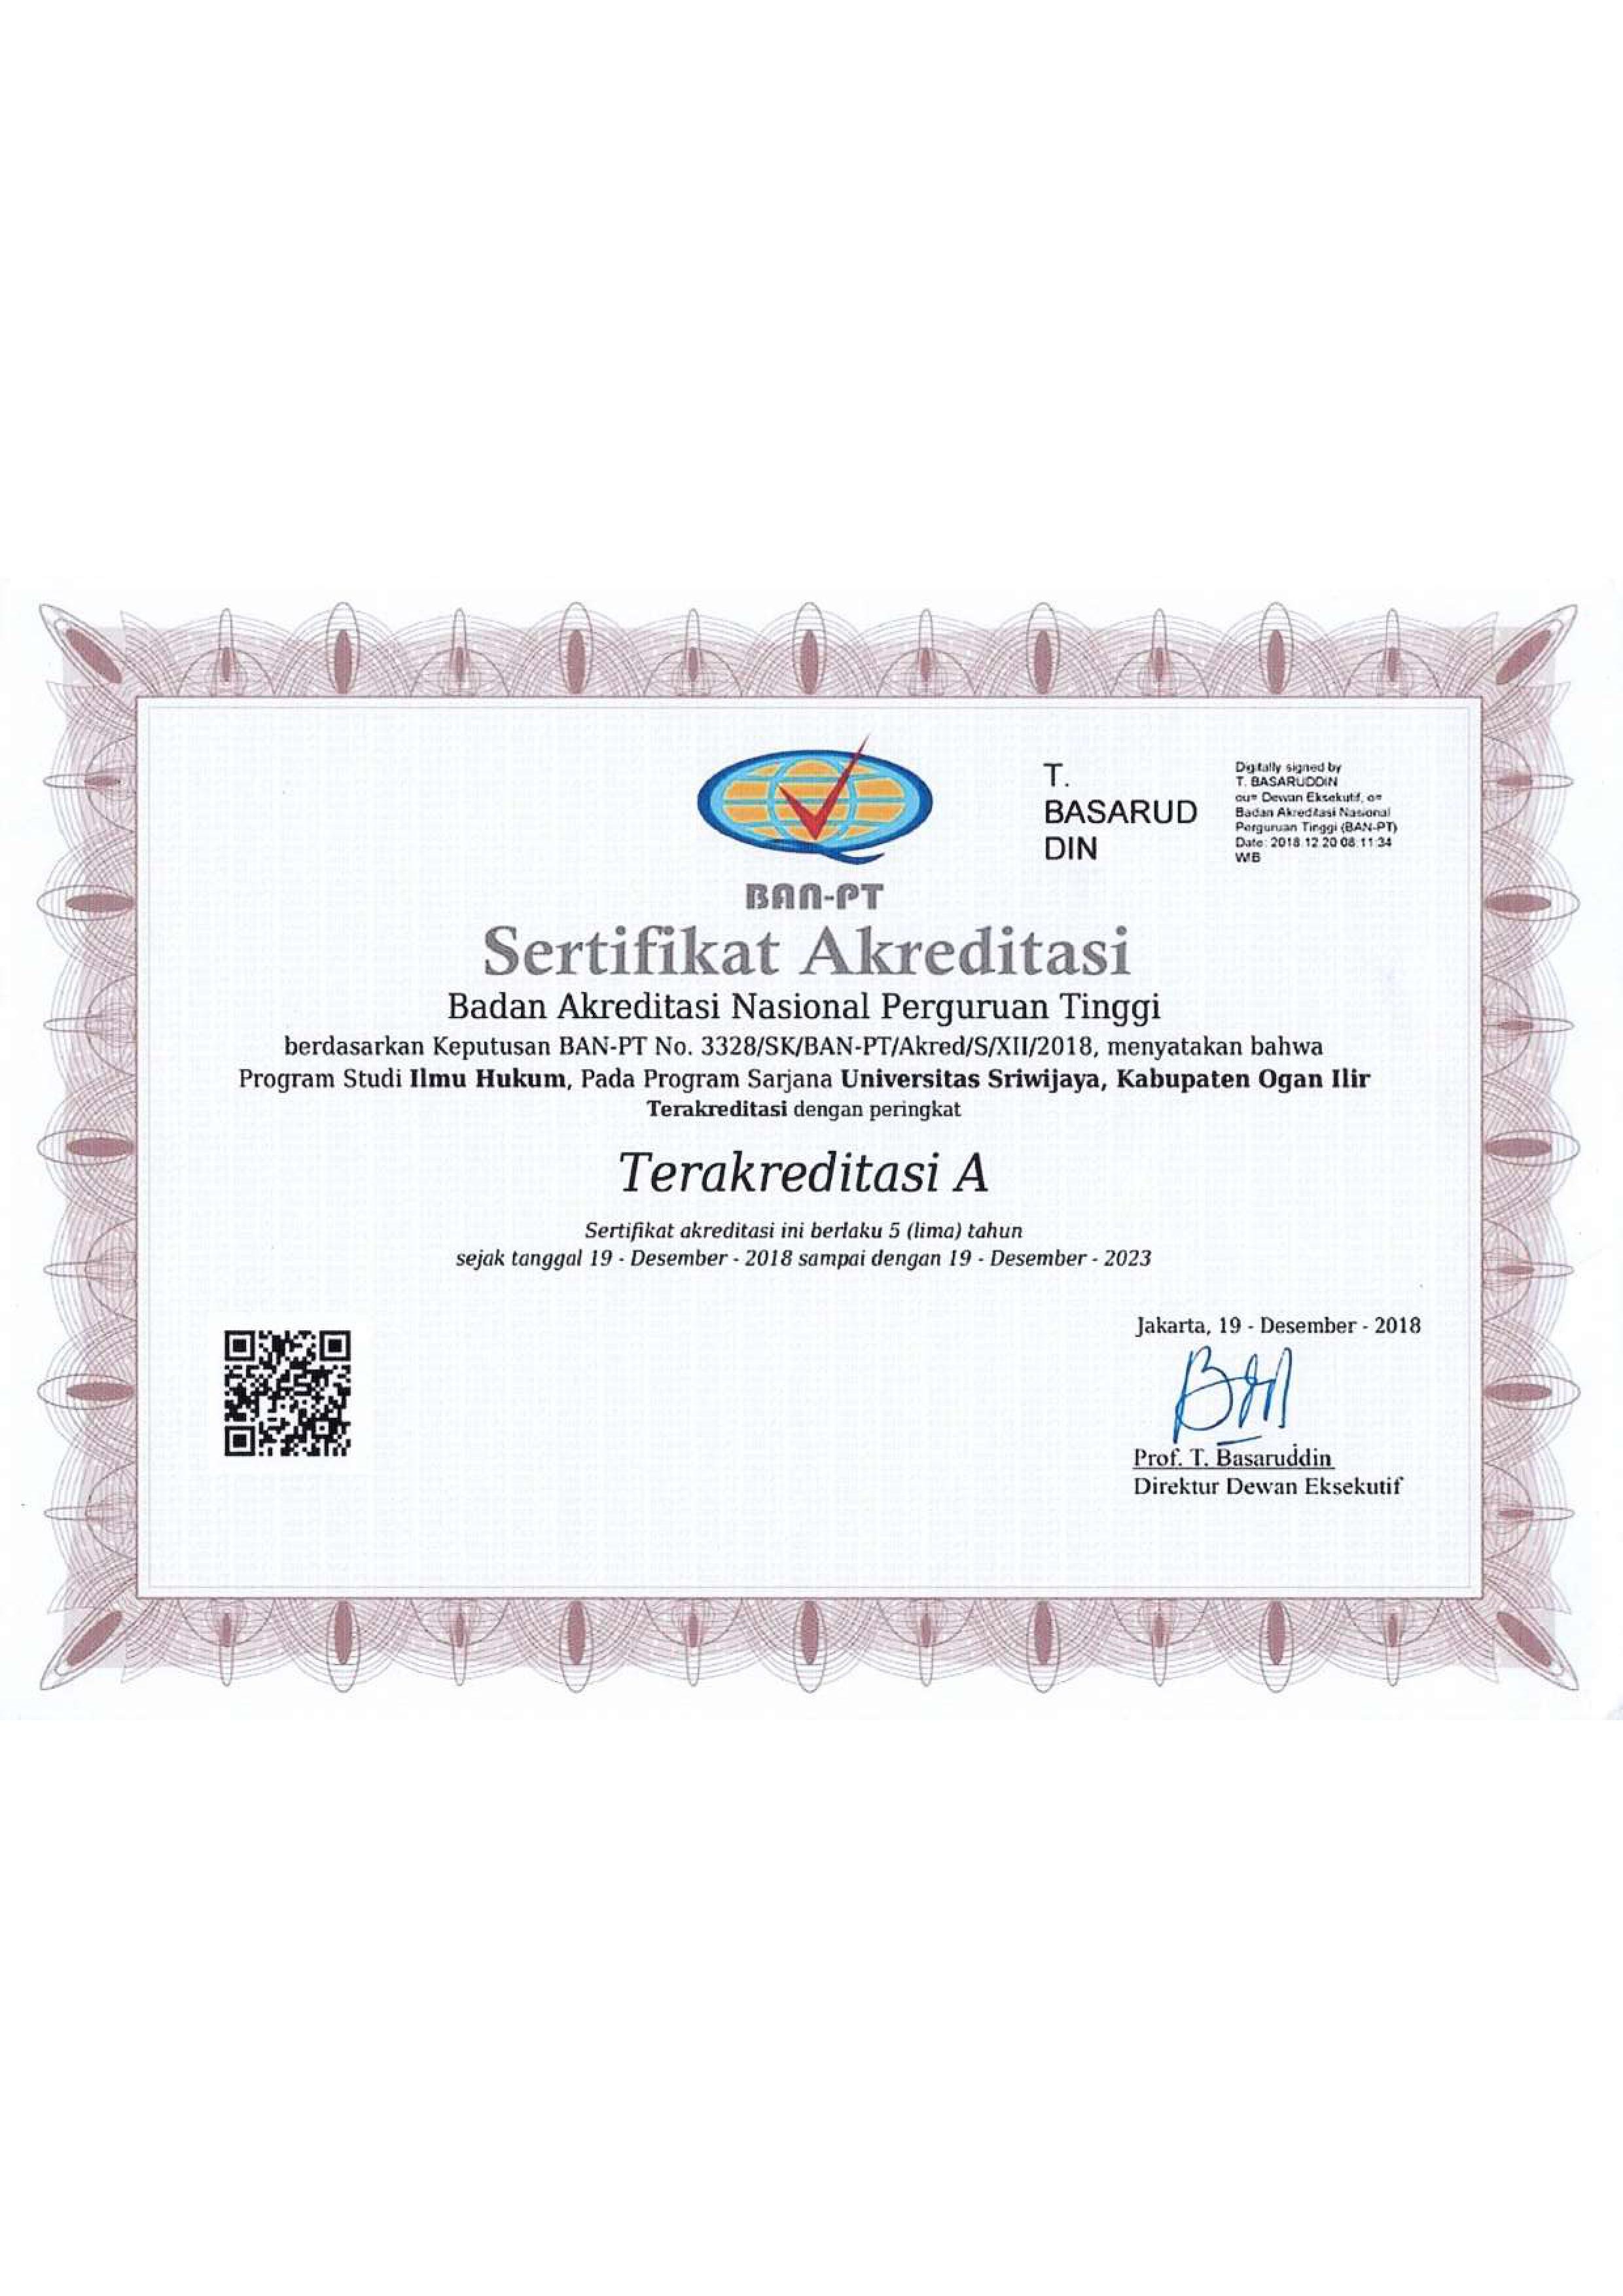 T.
BASARUD
DIN
Digitally signed by
T. BASARUDDIN
ou= Dewan Eksekutif, o=
Badan Akreditasi Nasional
Perguruan Tinggi (BAN-PT)
Date: 2018.12.20 08:11:34
WIB
BAN-PT
Sertifikat Akreditasi
Badan Akreditasi Nasional Perguruan Tinggi
berdasarkan Keputusan BAN-PT No. 3328/SK/BAN-PT/Akred/S/XII/2018, menyatakan bahwa
Program Studi Ilmu Hukum, Pada Program Sarjana Universitas Sriwijaya, Kabupaten Ogan Ilir
Terakreditasi dengan peringkat
Terakreditasi A
Sertifikat akreditasi ini berlaku 5 (lima) tahun
sejak tanggal 19 - Desember - 2018 sampai dengan 19 - Desember - 2023
Jakarta, 19 - Desember - 2018
Prof. T. Basaruddin
Direktur Dewan Eksekutif